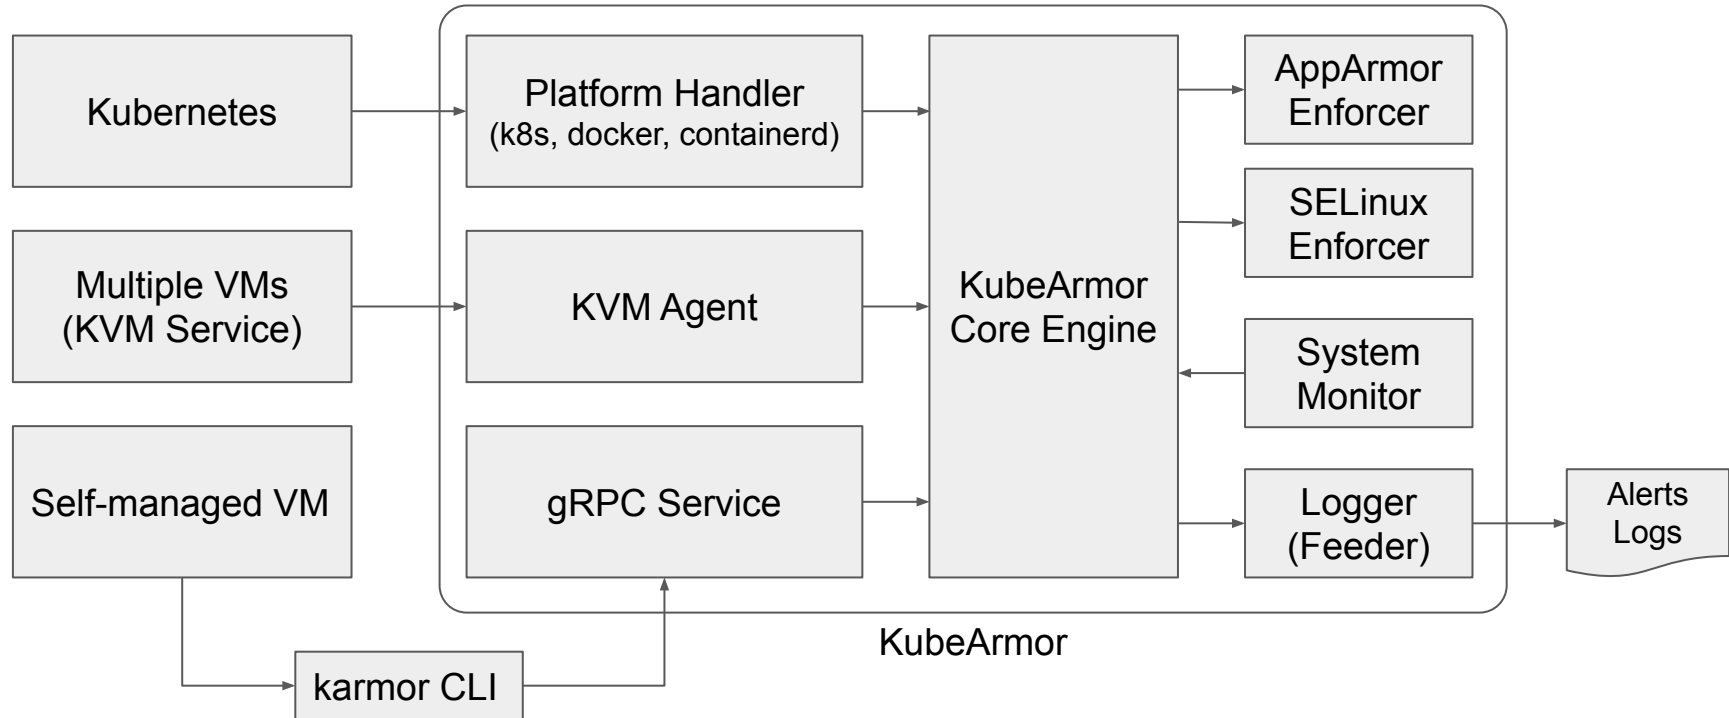 Kubernetes
Platform Handler
(k8s, docker, containerd)
AppArmor
Enforcer
SELinux
Enforcer
Multiple VMs
(KVM Service)
KVM Agent
KubeArmor
Core Engine
System
Monitor
Self-managed VM
gRPC Service
Logger
(Feeder)
Alerts
Logs
KubeArmor
karmor CLI